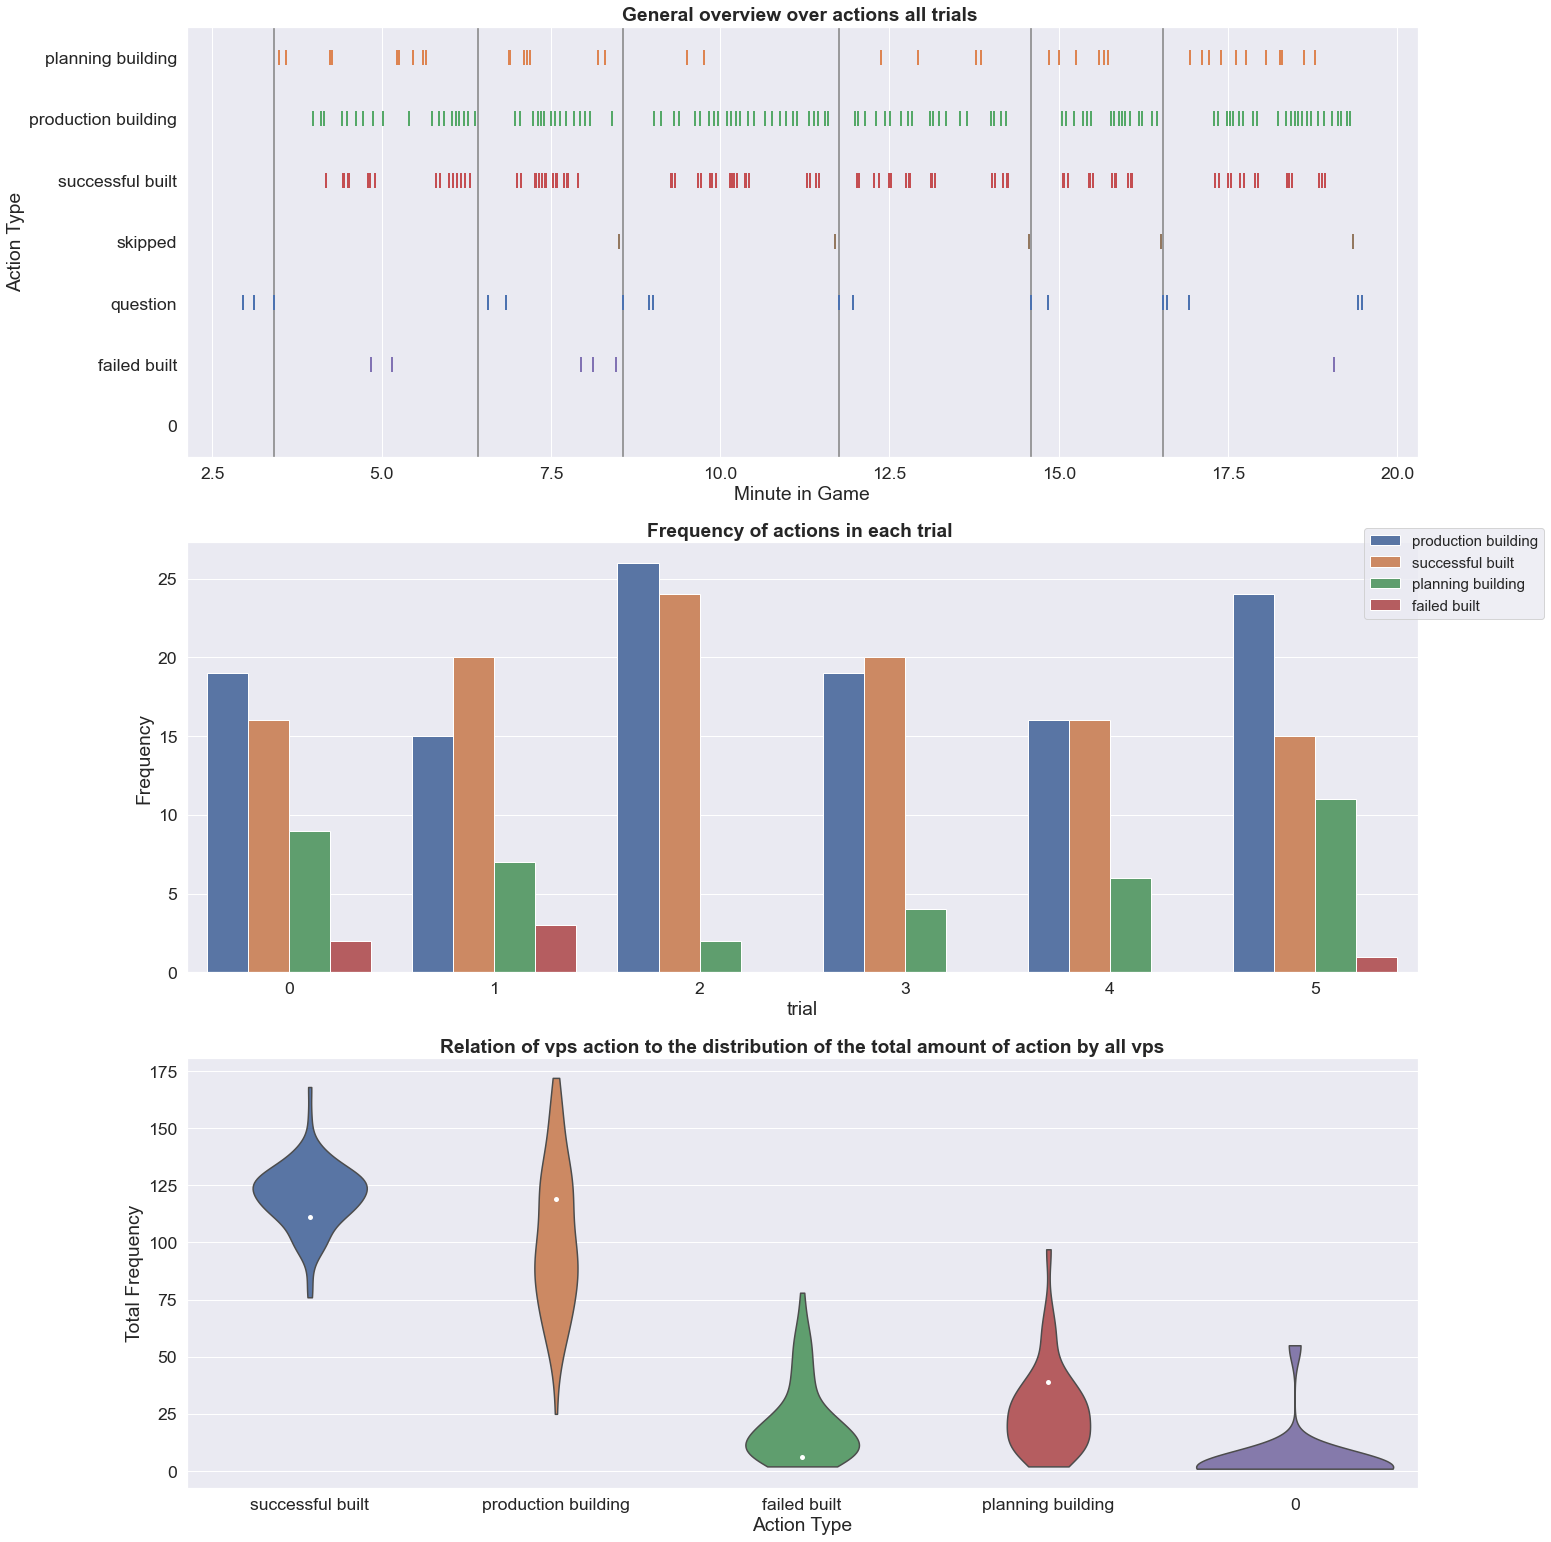 General overview over actions all trials
planning building
production building
successful built
skipped
question
failed built
0
Action Type
2.5 5.0 7.5 10.0 12.5 15.0 17.5 20.0
Minute in Game
Frequency of actions in each trial
production building
successful built
planning building
failed built
25
20
15
10
5
0
Frequency
0 1 2 3 4 5
trial
Relation of vps action to the distribution of the total amount of action by all vps
175
150
125
100
75
50
25
0
Total Frequency
successful built production building failed built planning building 0
Action Type